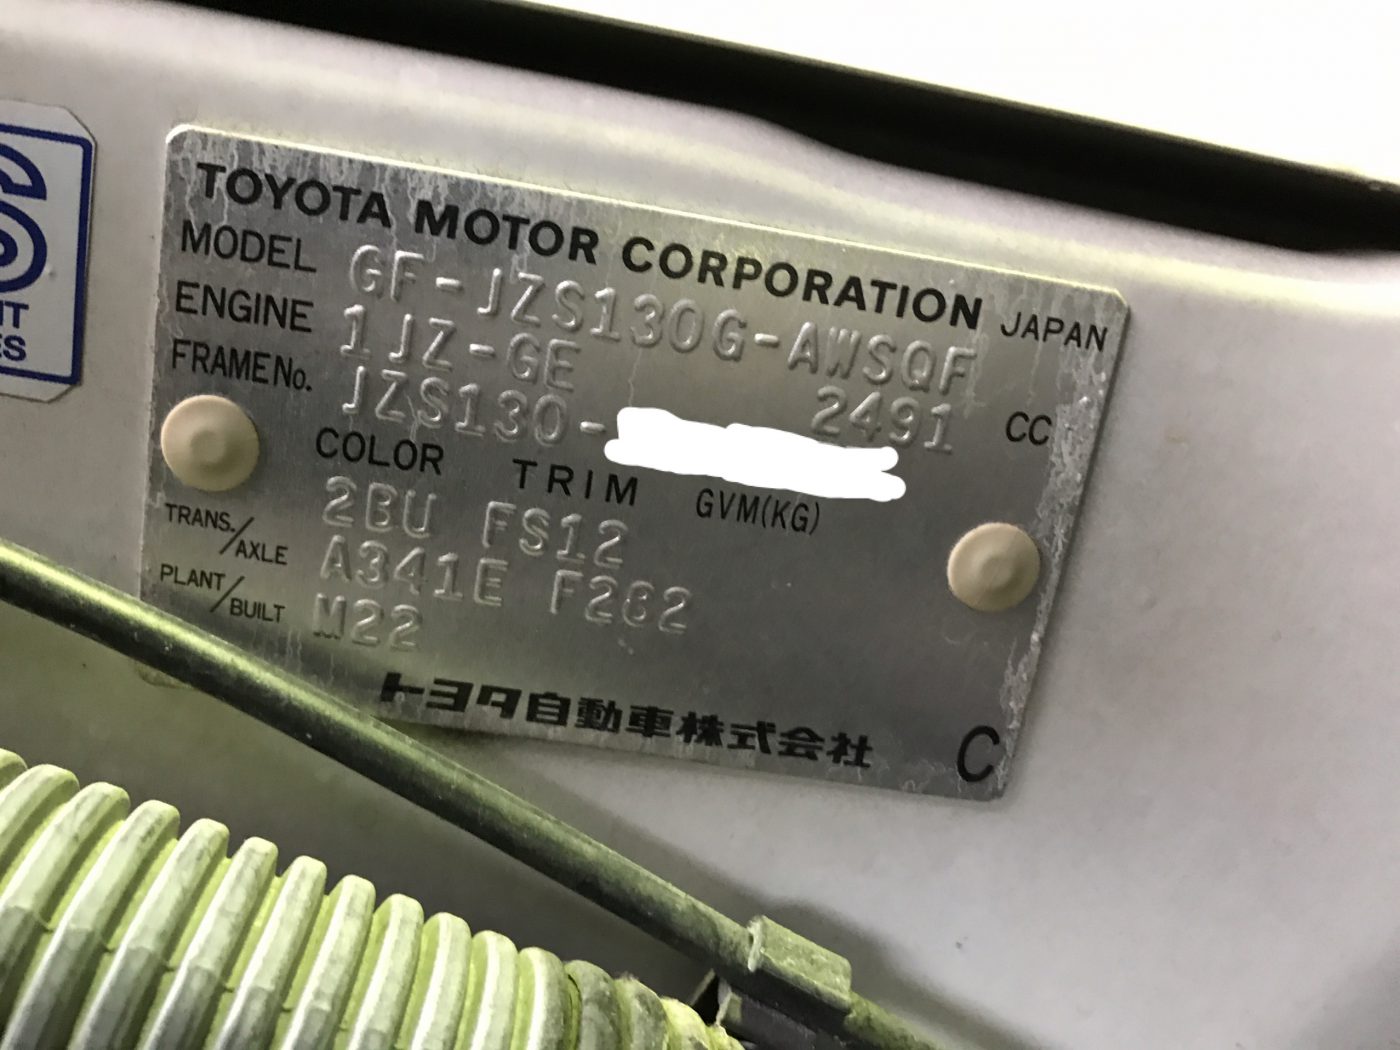 S
IT
ES
TOYOTA MOTOR CORPORATION JAPAN
MODEL GF-JZS130G-AWSQF
ENGINE 1JZ-GE 2491 CC
FRAME No. JZS130-
COLOR TRIM GVM(KG)
2BU FS12
TRANS./AXLE A341E F262
PLANT/BUILT M22
トヨタ自動車株式会社 C